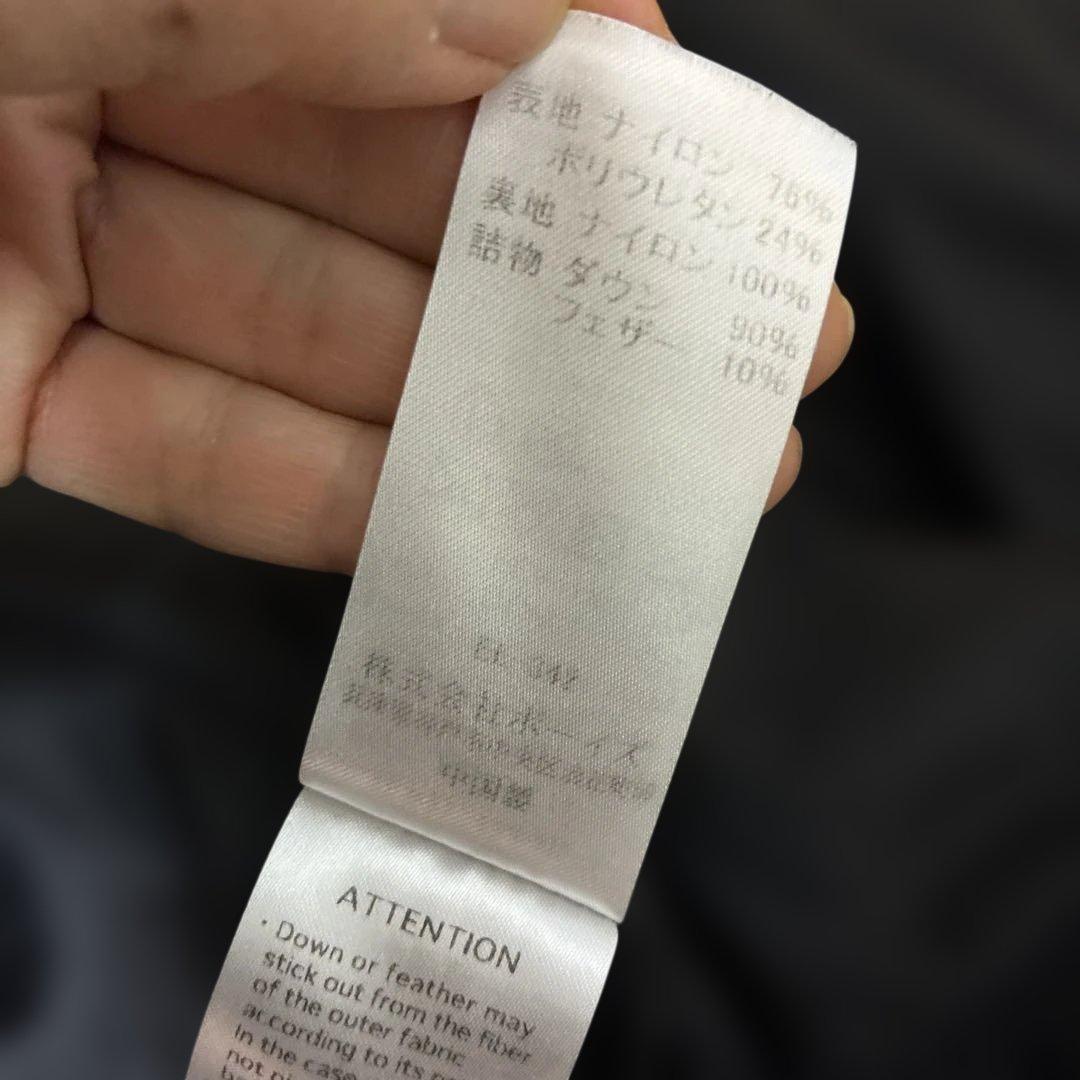 表地 ナイロン 76%
ポリウレタン 24%
裏地 ナイロン 100%
詰物 ダウン 90%
フェザー 10%
株式会社ボーイズ
中国製
ATTENTION
・Down or feather may
stick out from the fiber
of the outer fabric
according to its
In the case
not